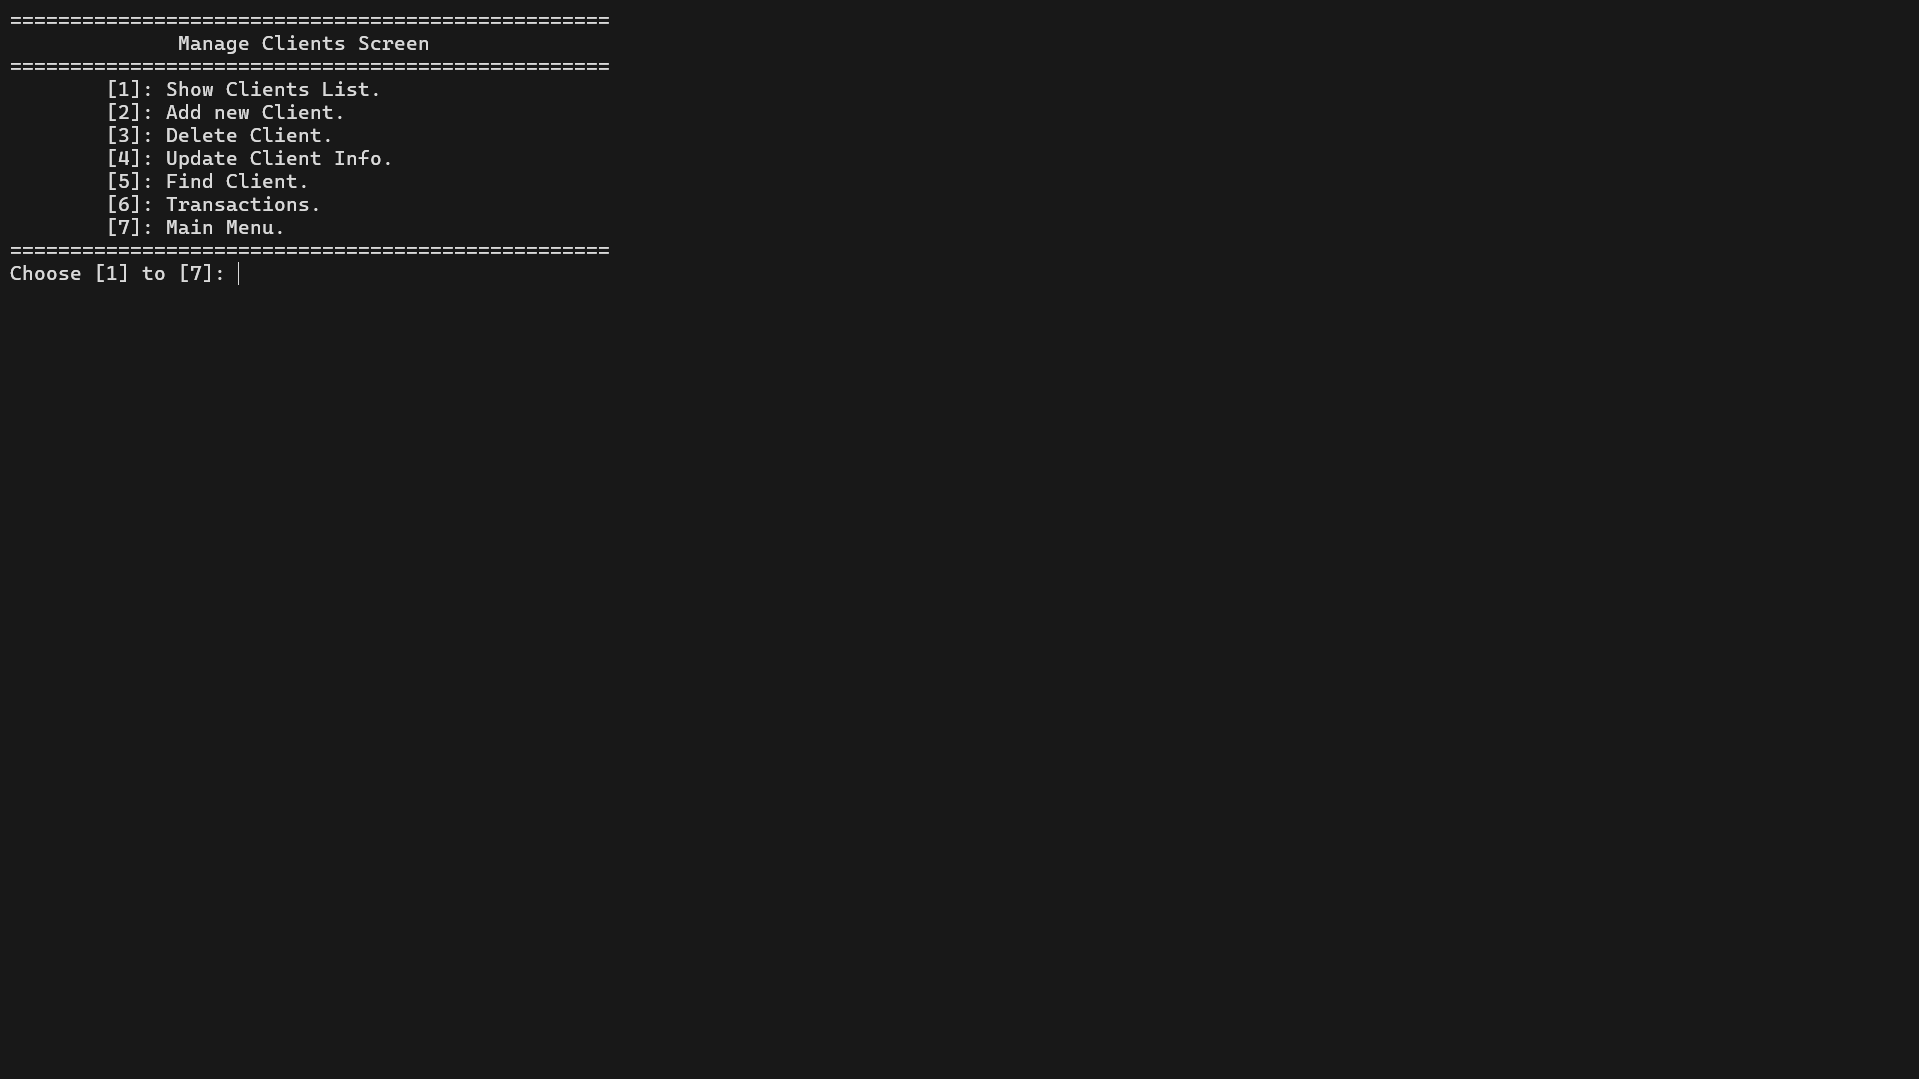 ==================================================
Manage Clients Screen
==================================================
[1]: Show Clients List.
[2]: Add new Client.
[3]: Delete Client.
[4]: Update Client Info.
[5]: Find Client.
[6]: Transactions.
[7]: Main Menu.
==================================================
Choose [1] to [7]: